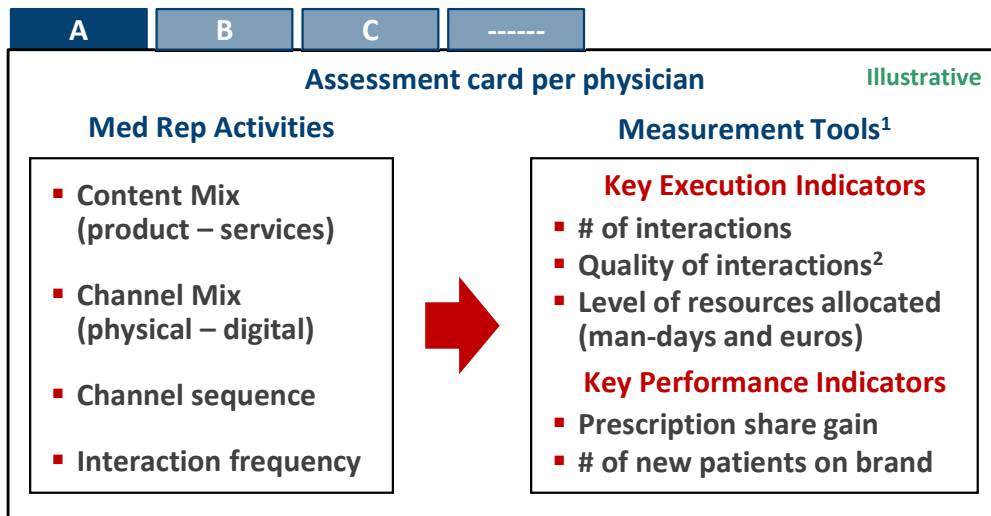 A
B
C
------
Assessment card per physician
Illustrative
Med Rep Activities
▪ Content Mix
(product – services)
▪ Channel Mix
(physical – digital)
▪ Channel sequence
▪ Interaction frequency
Measurement Tools¹
Key Execution Indicators
▪ # of interactions
▪ Quality of interactions²
▪ Level of resources allocated
(man-days and euros)
Key Performance Indicators
▪ Prescription share gain
▪ # of new patients on brand